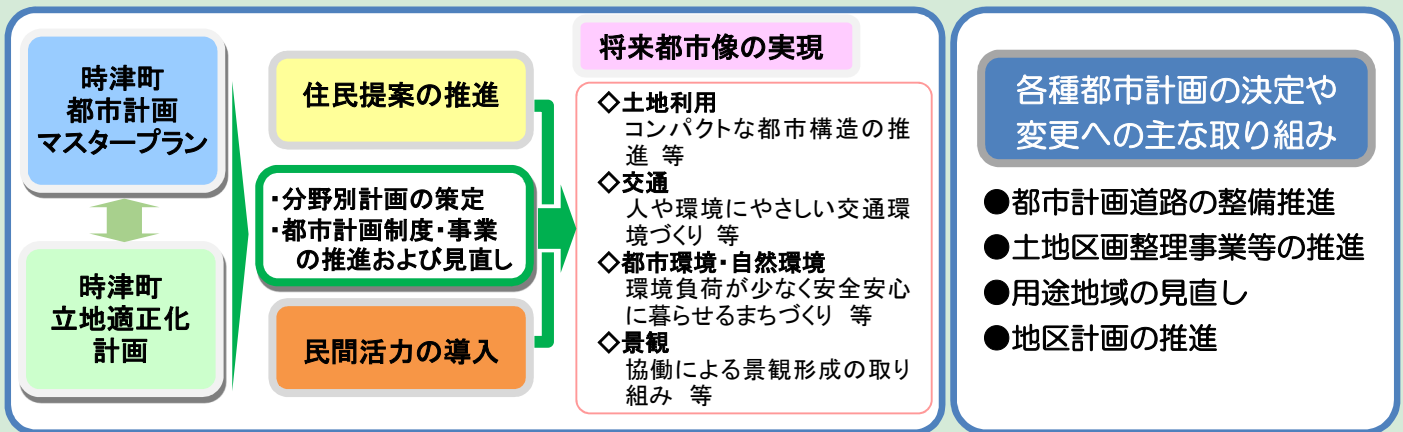 時津町
都市計画
マスタープラン
時津町
立地適正化
計画
住民提案の推進
・分野別計画の策定
・都市計画制度・事業
の推進および見直し
民間活力の導入
将来都市像の実現
◇土地利用
コンパクトな都市構造の推
進 等
◇交通
人や環境にやさしい交通環
境づくり 等
◇都市環境・自然環境
環境負荷が少なく安全安心
に暮らせるまちづくり 等
◇景観
協働による景観形成の取り
組み 等
各種都市計画の決定や
変更への主な取り組み
●都市計画道路の整備推進
●土地区画整理事業等の推進
●用途地域の見直し
●地区計画の推進